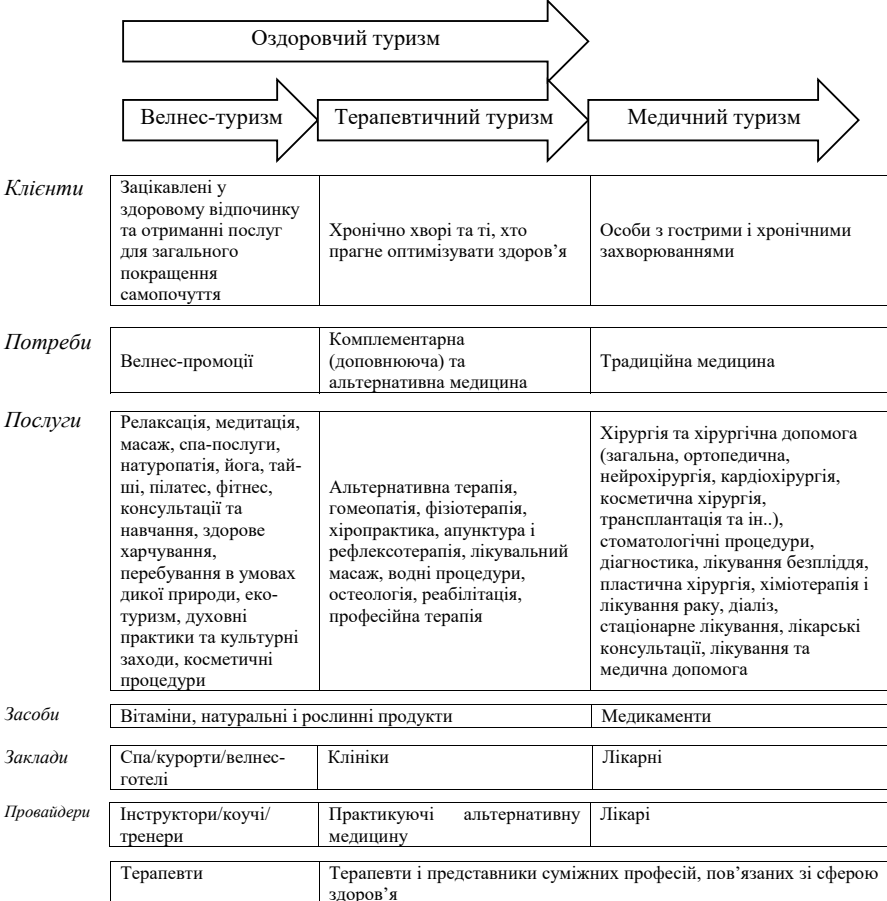 Оздоровчий туризм
Велнес-туризм
Терапевтичний туризм
Медичний туризм
Клієнти
Зацікавлені у
здоровому відпочинку
та отриманні послуг
для загального
покращення
самопочуття
Хронічно хворі та ті, хто
прагне оптимізувати здоров’я
Особи з гострими і хронічними
захворюваннями
Потреби
Велнес-промоції
Комплементарна
(доповнююча) та
альтернативна медицина
Традиційна медицина
Послуги
Релаксація, медитація,
масаж, спа-послуги,
натуропатія, йога, тай-
ші, пілатес, фітнес,
консультації та
навчання, здорове
харчування,
перебування в умовах
дикої природи, еко-
туризм, духовні
практики та культурні
заходи, косметичні
процедури
Альтернативна терапія,
гомеопатія, фізіотерапія,
хіропрактика, апунктура і
рефлексотерапія, лікувальний
масаж, водні процедури,
остеологія, реабілітація,
професійна терапія
Хірургія та хірургічна допомога
(загальна, ортопедична,
нейрохірургія, кардіохірургія,
косметична хірургія,
трансплантація та ін..),
стоматологічні процедури,
діагностика, лікування безпліддя,
пластична хірургія, хіміотерапія і
лікування раку, діаліз,
стаціонарне лікування, лікарські
консультації, лікування та
медична допомога
Засоби
Вітаміни, натуральні і рослинні продукти
Медикаменти
Заклади
Спа/курорти/велнес-
готелі
Клініки
Лікарні
Провайдери
Інструктори/коучі/
тренери
Практикуючі альтернативну
медицину
Лікарі
Терапевти
Терапевти і представники суміжних професій, пов’язаних зі сферою
здоров’я